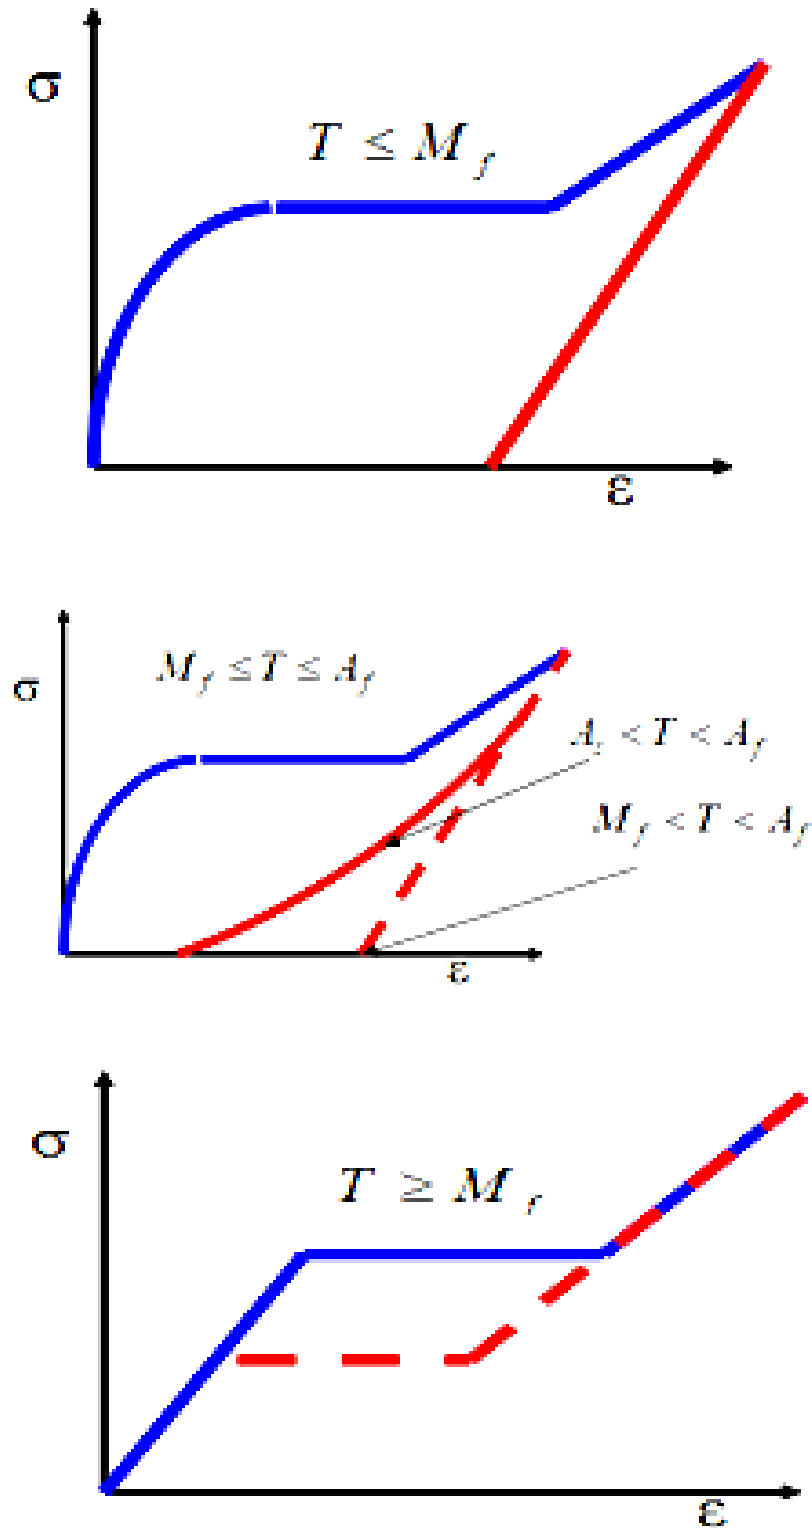 σ
T ≤ M_f
ε
M_f ≤ T ≤ A_f
σ
A_s < T < A_f
M_f < T < A_f
ε
σ
T ≥ M_f
ε